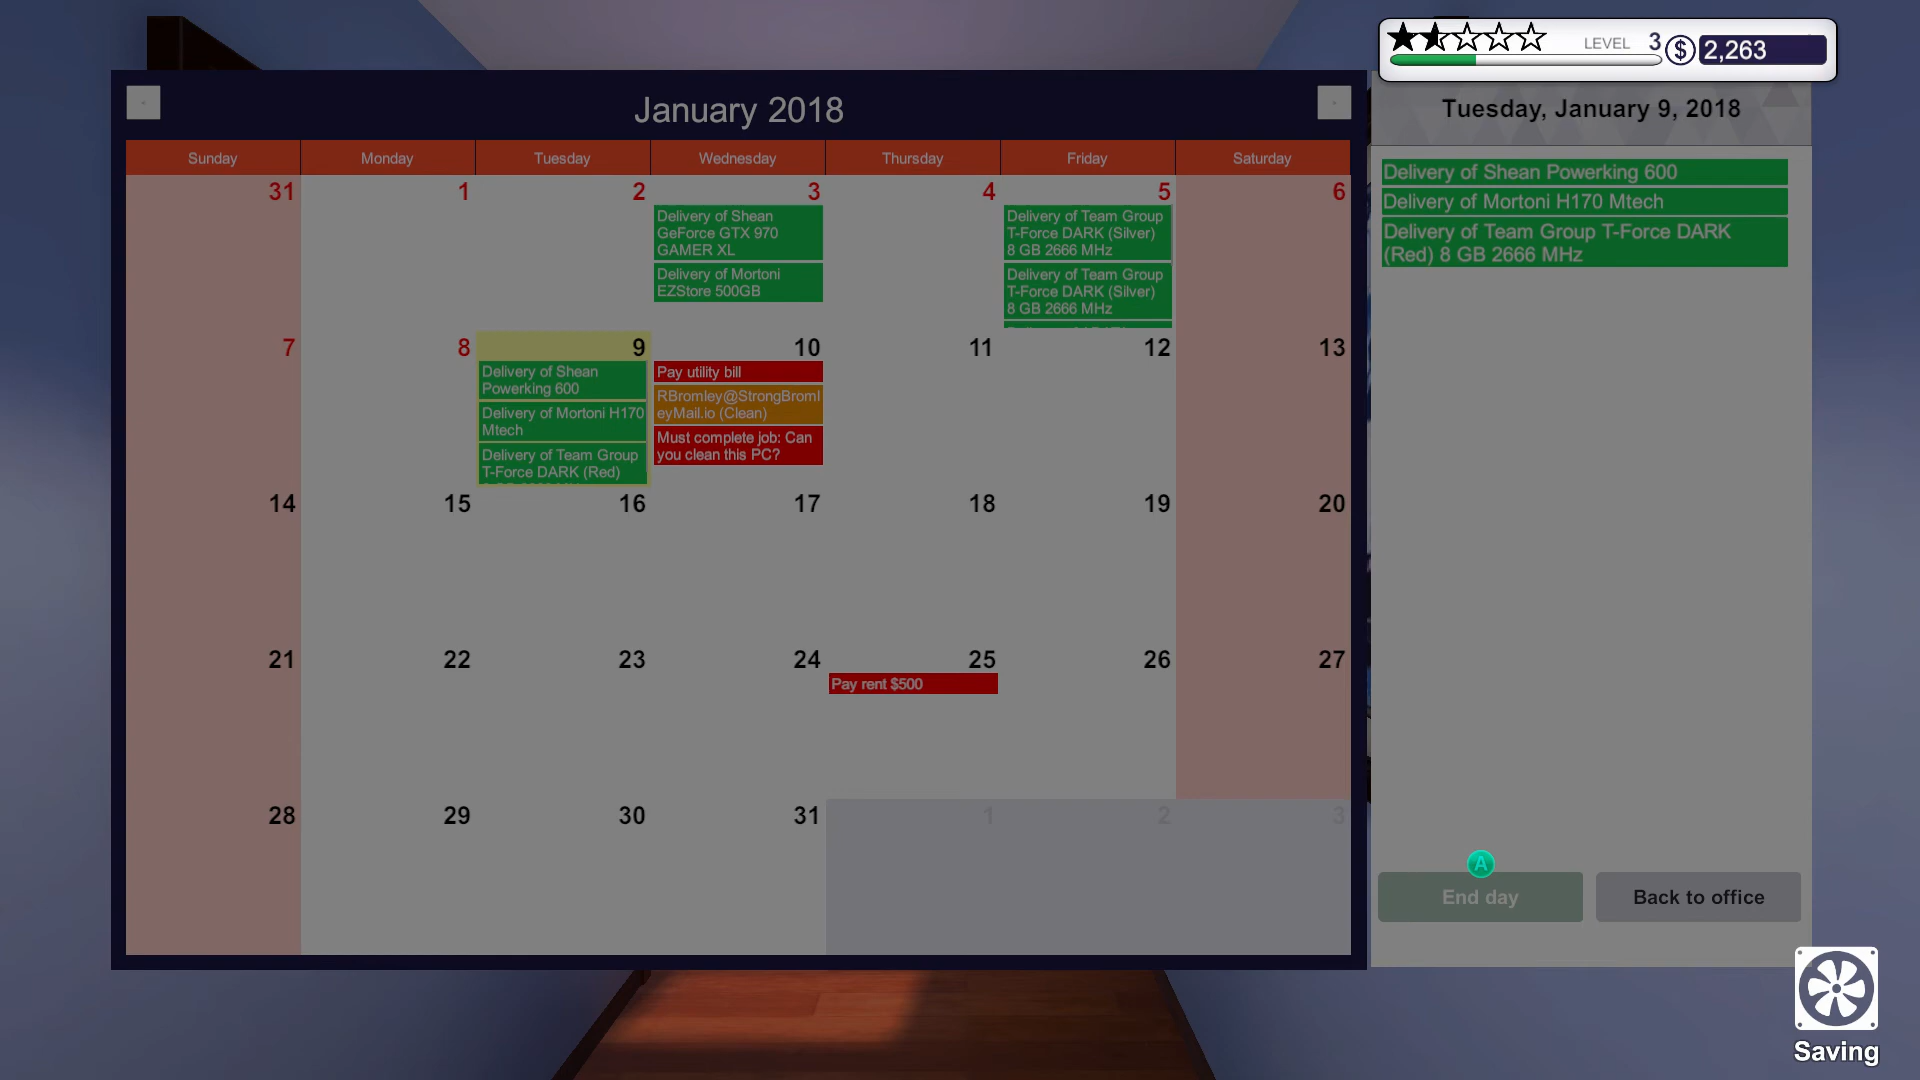 LEVEL 3 $ 2,263
January 2018
Tuesday, January 9, 2018
Sunday Monday Tuesday Wednesday Thursday Friday Saturday
31 1 2 3 4 5 6
Delivery of Shean
GeForce GTX 970
GAMER XL
Delivery of Mortoni
EZStore 500GB
Delivery of Team Group
T-Force DARK (Silver)
8 GB 2666 MHz
Delivery of Team Group
T-Force DARK (Silver)
8 GB 2666 MHz
7 8 9 10 11 12 13
Delivery of Shean
Powerking 600
Delivery of Mortoni H170
Mtech
Delivery of Team Group
T-Force DARK (Red)
Pay utility bill
RBromley@StrongBroml
eyMail.io (Clean)
Must complete job: Can
you clean this PC?
14 15 16 17 18 19 20
21 22 23 24 25 26 27
Pay rent $500
28 29 30 31 1 2 3
Delivery of Shean Powerking 600
Delivery of Mortoni H170 Mtech
Delivery of Team Group T-Force DARK
(Red) 8 GB 2666 MHz
A
End day
Back to office
Saving